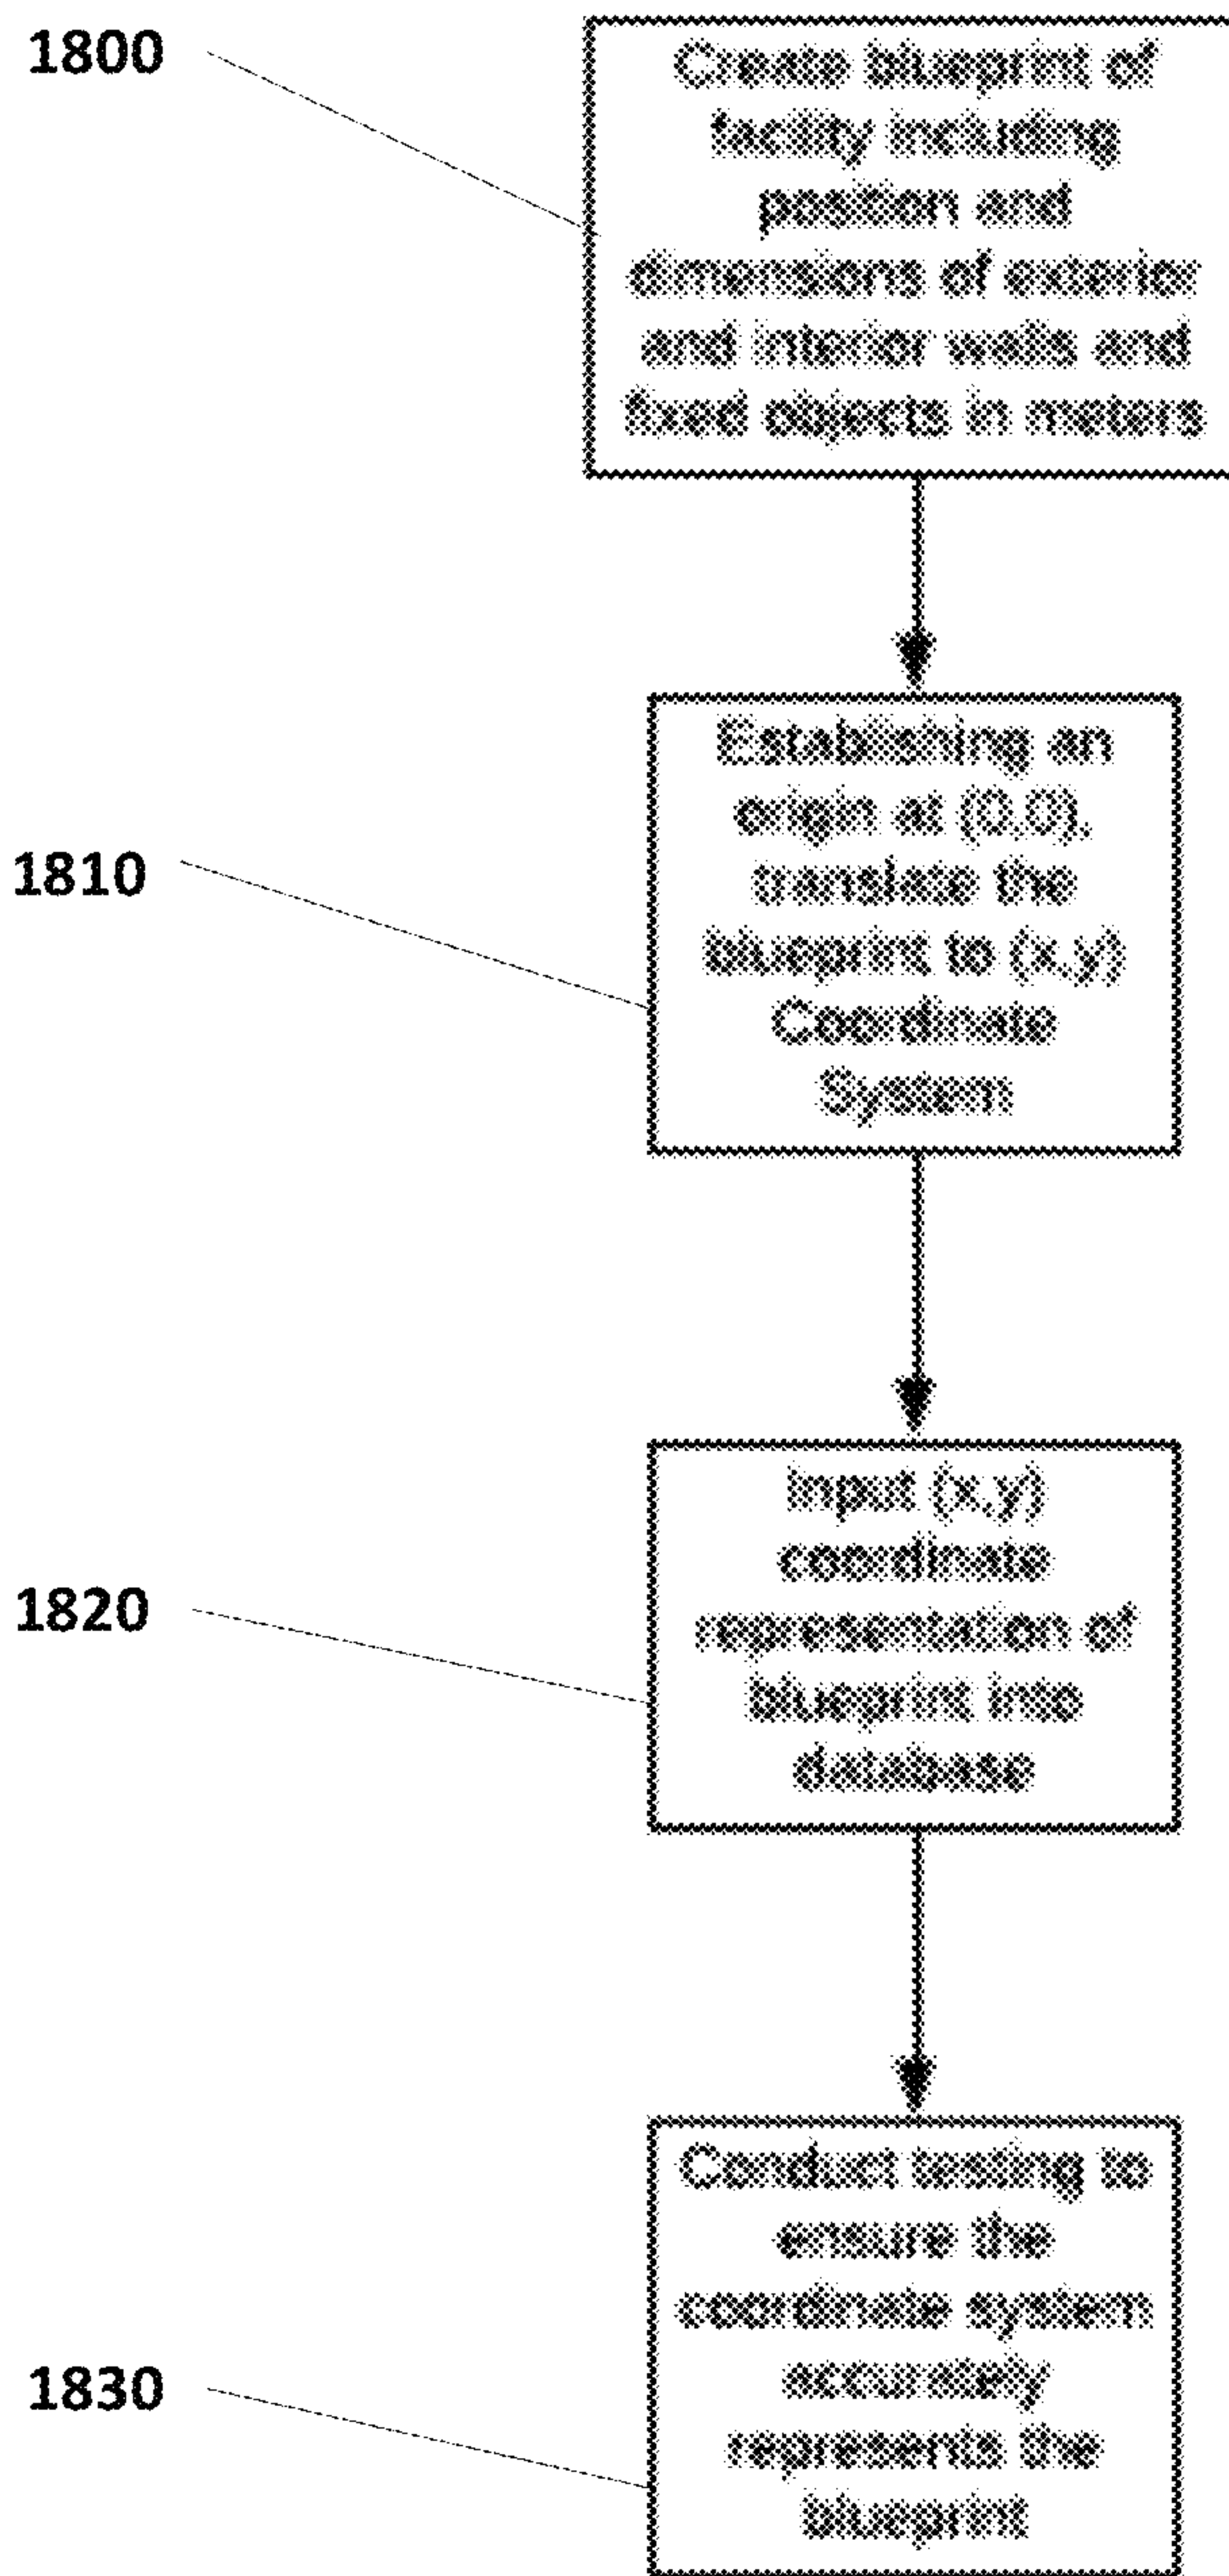 1800
Create blueprint of
facility including
position and
dimensions of exterior
and interior walls and
fixed objects in meters
1810
Establishing an
origin at (0,0),
translate the
blueprint to (x,y)
Coordinate
System
1820
Input (x,y)
coordinate
representation of
blueprint into
database
1830
Conduct testing to
ensure the
coordinate system
accurately
represents the
blueprint